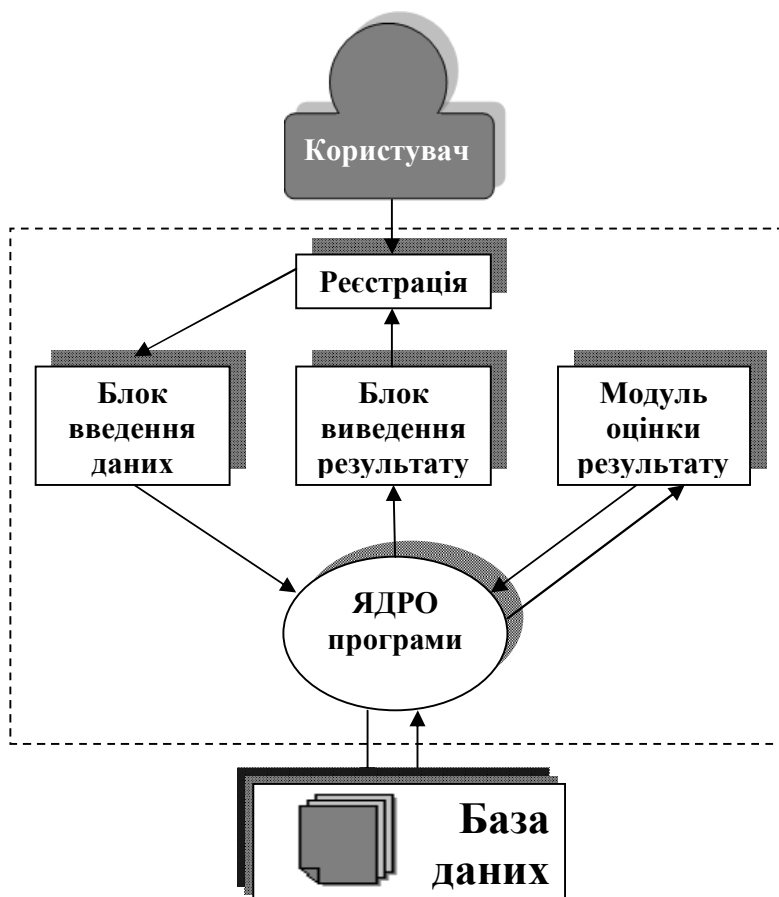 Користувач
Реєстрація
Блок
введення
даних
Блок
виведення
результату
Модуль
оцінки
результату
ЯДРО
програми
База
даних